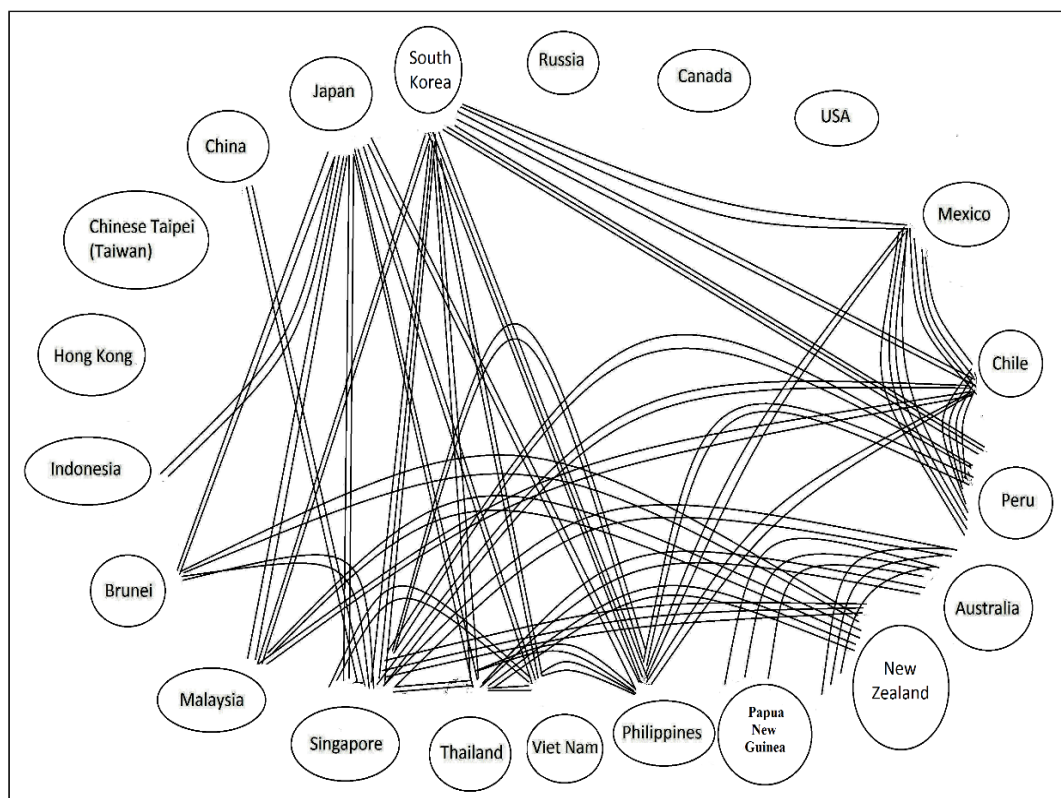 South
Korea
Russia
Canada
Japan
USA
China
Mexico
Chinese Taipei
(Taiwan)
Hong Kong
Chile
Indonesia
Peru
Brunei
Australia
Malaysia
New
Zealand
Singapore
Thailand
Viet Nam
Philippines
Papua
New
Guinea